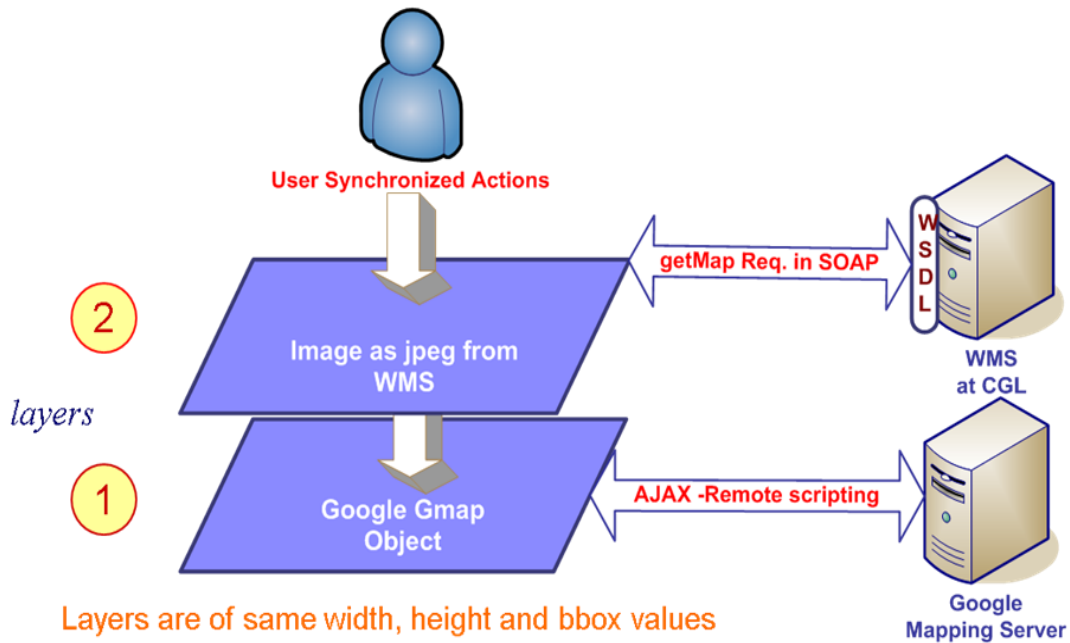 User Synchronized Actions
getMap Req. in SOAP
WSDL
2
Image as jpeg from
WMS
WMS
at CGL
layers
1
Google Gmap
Object
AJAX -Remote scripting
Google
Mapping Server
Layers are of same width, height and bbox values